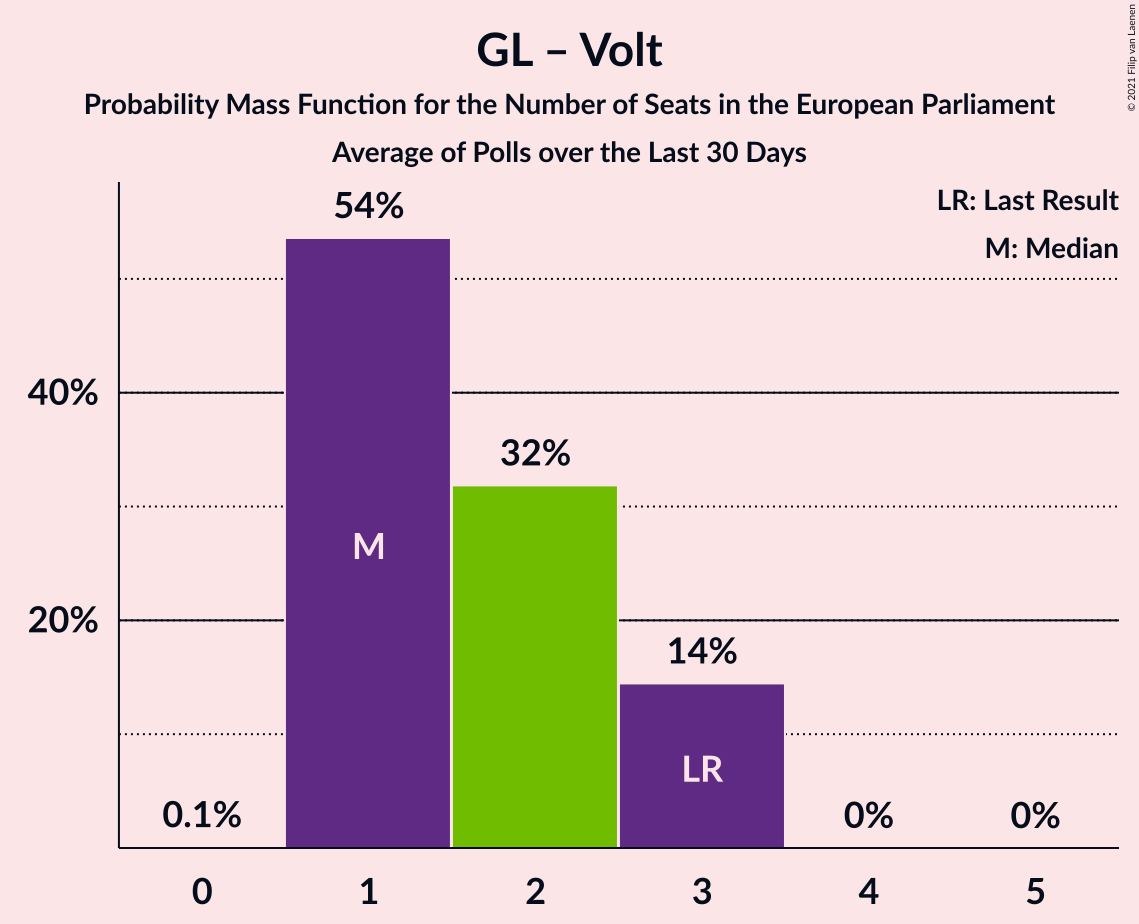 GL – Volt
Probability Mass Function for the Number of Seats in the European Parliament
Average of Polls over the Last 30 Days
© 2021 Filip van Laenen
LR: Last Result
M: Median
54%
40%
32%
M
20%
14%
LR
0.1%
0%
0%
0 1 2 3 4 5